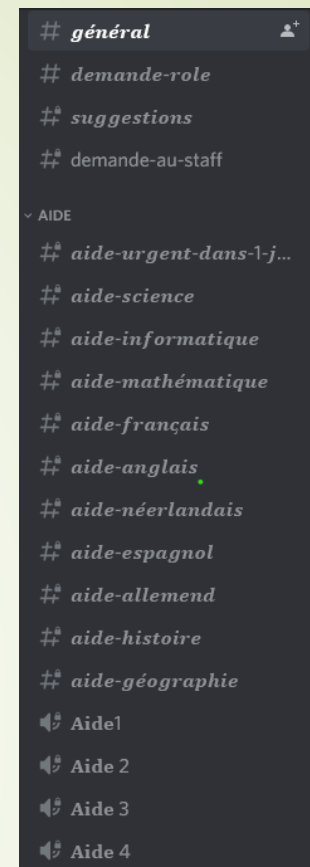 général
demande-role
suggestions
demande-au-staff
AIDE
aide-urgent-dans-1-j...
aide-science
aide-informatique
aide-mathématique
aide-français
aide-anglais
aide-néerlandais
aide-espagnol
aide-allemend
aide-histoire
aide-géographie
Aide1
Aide 2
Aide 3
Aide 4